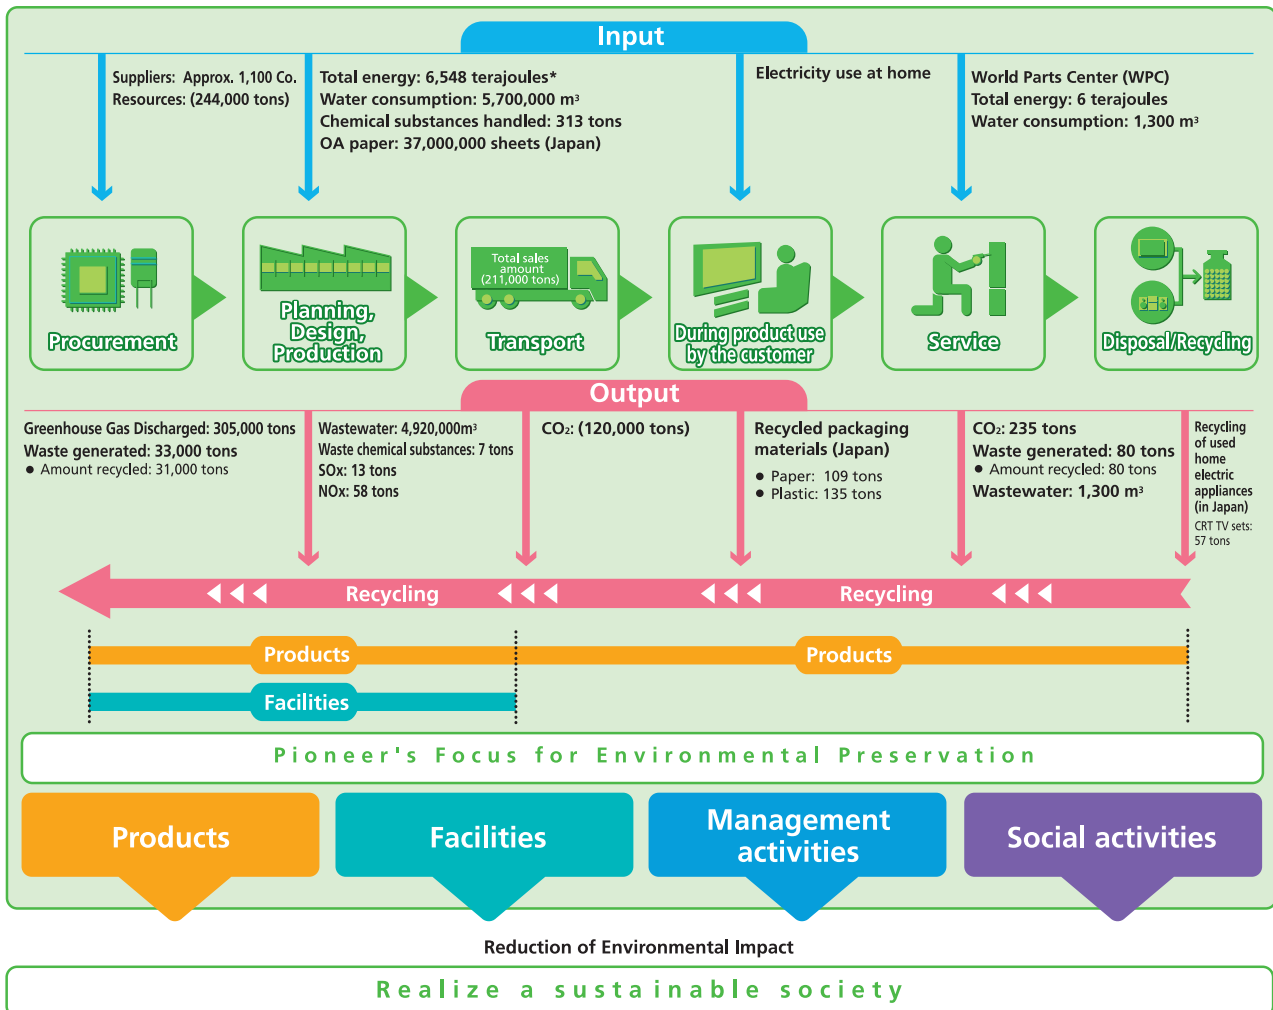 Input
Suppliers: Approx. 1,100 Co.
Resources: (244,000 tons)
Total energy: 6,548 terajoules*
Water consumption: 5,700,000 m³
Chemical substances handled: 313 tons
OA paper: 37,000,000 sheets (Japan)
Electricity use at home
World Parts Center (WPC)
Total energy: 6 terajoules
Water consumption: 1,300 m³
Procurement
Planning,
Design,
Production
Total sales
amount
(211,000 tons)
Transport
During product use
by the customer
Service
Disposal/Recycling
Output
Greenhouse Gas Discharged: 305,000 tons
Waste generated: 33,000 tons
● Amount recycled: 31,000 tons
Wastewater: 4,920,000m³
Waste chemical substances: 7 tons
SOx: 13 tons
NOx: 58 tons
CO₂: (120,000 tons)
Recycled packaging
materials (Japan)
● Paper: 109 tons
● Plastic: 135 tons
CO₂: 235 tons
Waste generated: 80 tons
● Amount recycled: 80 tons
Wastewater: 1,300 m³
Recycling
of used
home
electric
appliances
(in Japan)
CRT TV sets:
57 tons
Recycling
Recycling
Products
Products
Facilities
Pioneer's Focus for Environmental Preservation
Products
Facilities
Management
activities
Social activities
Reduction of Environmental Impact
Realize a sustainable society